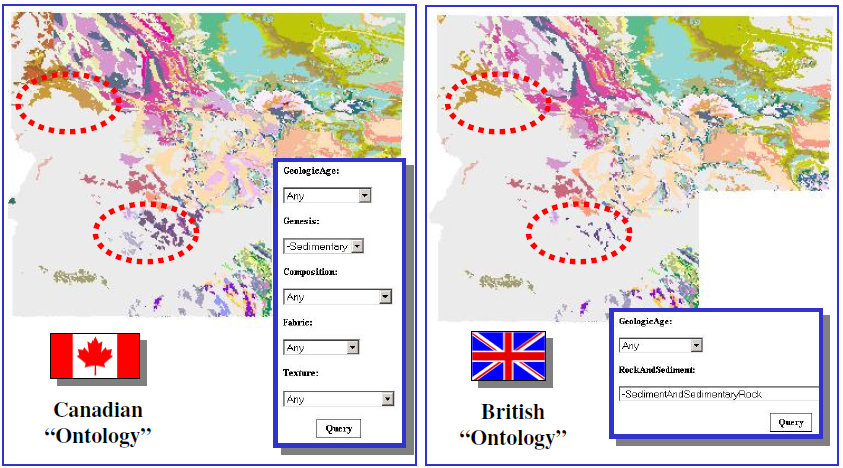 GeologicAge:
Any
Genesis:
-Sedimentary
Composition:
Any
Fabric:
Any
Texture:
Any
Query
Canadian
“Ontology”
GeologicAge:
Any
RockAndSediment:
-SedimentAndSedimentaryRock
Query
British
“Ontology”